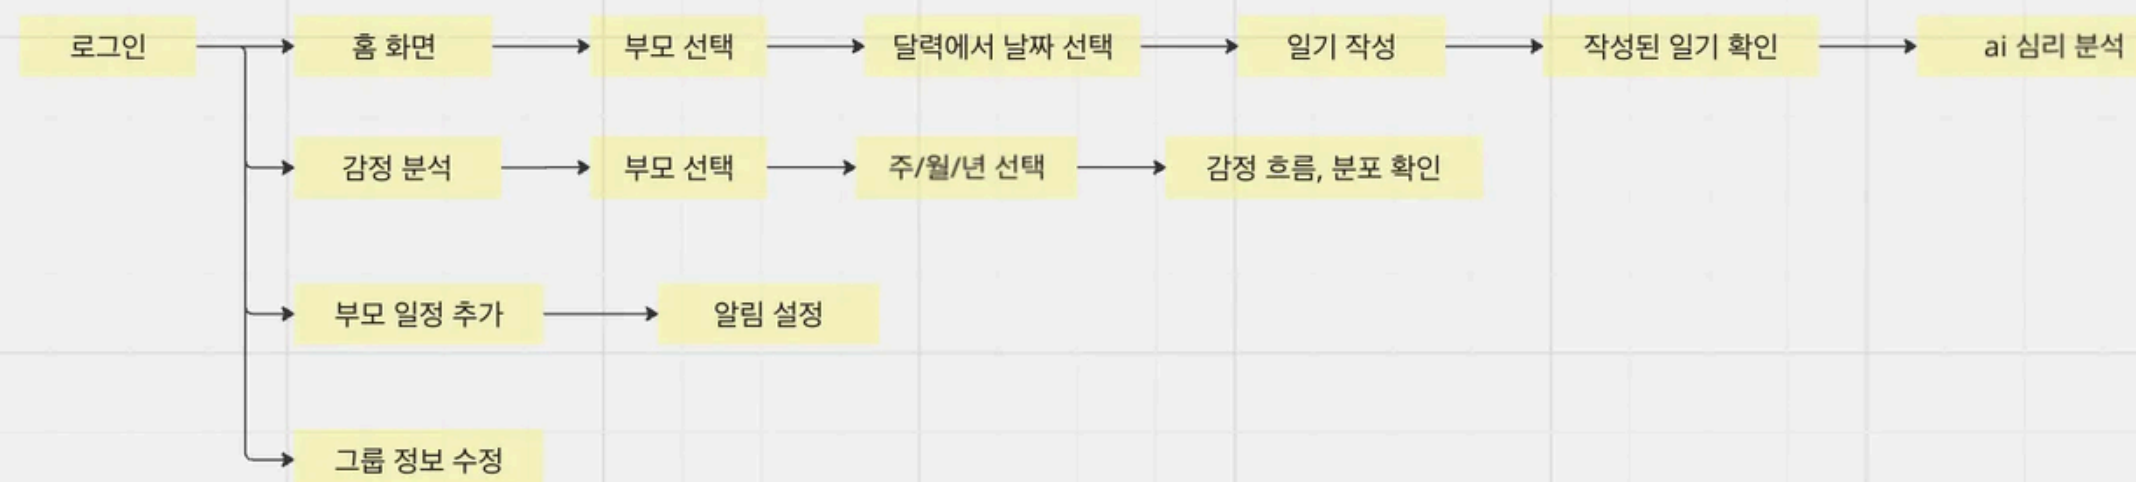 로그인
홈 화면
부모 선택
달력에서 날짜 선택
일기 작성
작성된 일기 확인
ai 심리 분석
감정 분석
부모 선택
주/월/년 선택
감정 흐름, 분포 확인
부모 일정 추가
알림 설정
그룹 정보 수정